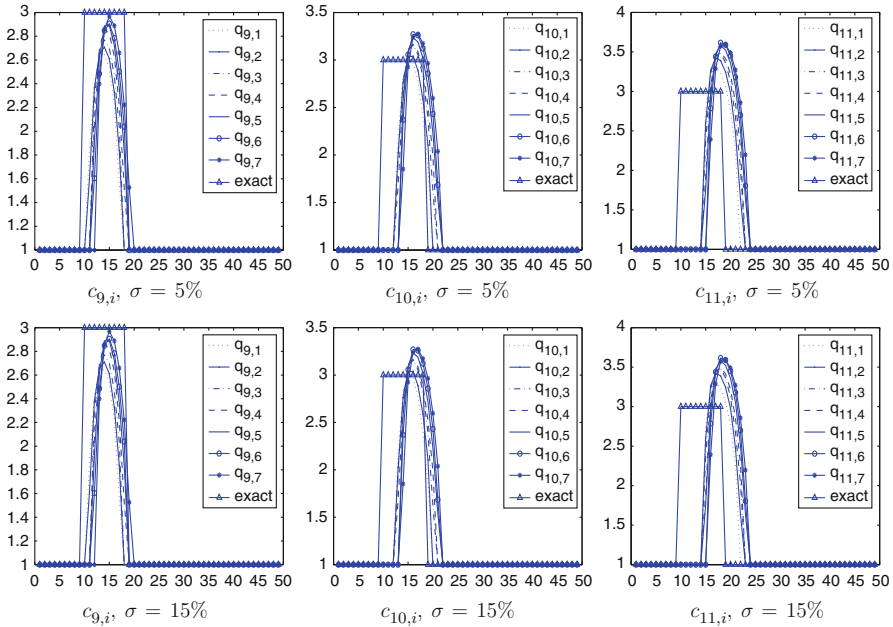 3
2.8
2.6
2.4
2.2
2
1.8
1.6
1.4
1.2
1
0 5 10 15 20 25 30 35 40 45 50
q9,1
q9,2
q9,3
q9,4
q9,5
q9,6
q9,7
exact
c9,i, σ = 5%
3.5
3
2.5
2
1.5
1
0 5 10 15 20 25 30 35 40 45 50
q10,1
q10,2
q10,3
q10,4
q10,5
q10,6
q10,7
exact
c10,i, σ = 5%
4
3.5
3
2.5
2
1.5
1
0 5 10 15 20 25 30 35 40 45 50
q11,1
q11,2
q11,3
q11,4
q11,5
q11,6
q11,7
exact
c11,i, σ = 5%
3
2.8
2.6
2.4
2.2
2
1.8
1.6
1.4
1.2
1
0 5 10 15 20 25 30 35 40 45 50
q9,1
q9,2
q9,3
q9,4
q9,5
q9,6
q9,7
exact
c9,i, σ = 15%
3.5
3
2.5
2
1.5
1
0 5 10 15 20 25 30 35 40 45 50
q10,1
q10,2
q10,3
q10,4
q10,5
q10,6
q10,7
exact
c10,i, σ = 15%
4
3.5
3
2.5
2
1.5
1
0 5 10 15 20 25 30 35 40 45 50
q11,1
q11,2
q11,3
q11,4
q11,5
q11,6
q11,7
exact
c11,i, σ = 15%